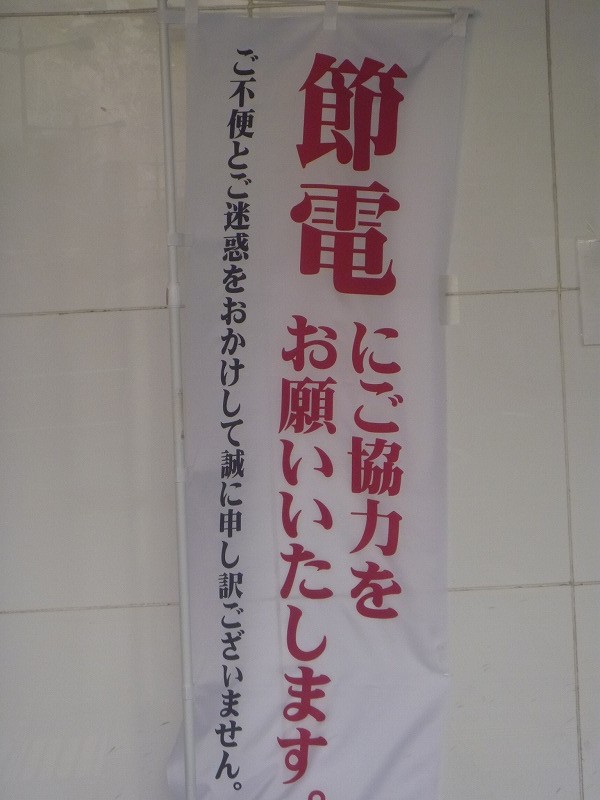 節電
にご協力を
お願いいたします。
ご不便とご迷惑をおかけして誠に申し訳ございません。